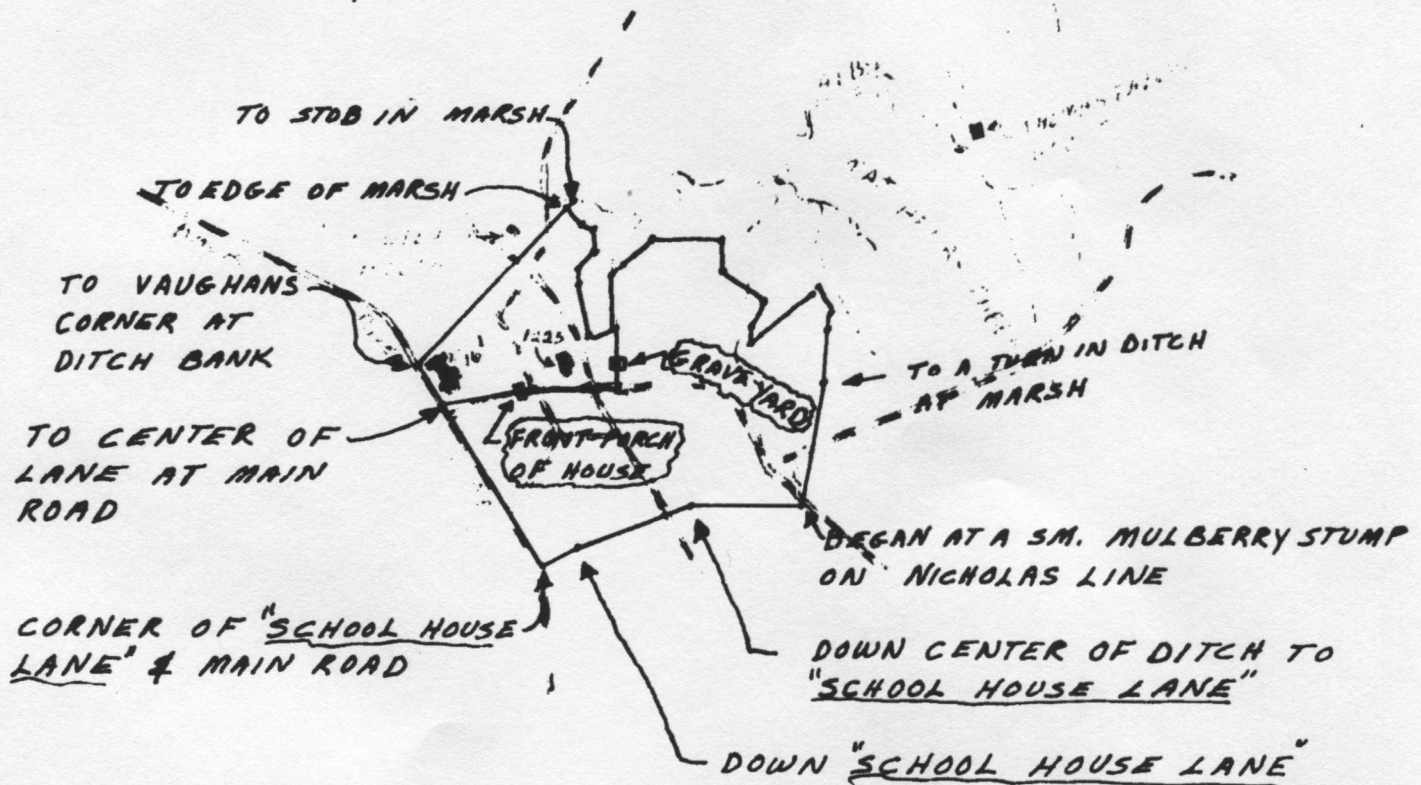 TO STOB IN MARSH"
TO EDGE OF MARSH
TO VAUGHANS
CORNER AT
DITCH BANK
16
GRAVE YARD
TO A TURN IN DITCH
AT MARSH
TO CENTER OF
LANE AT MAIN
ROAD
FRONT PORCH
OF HOUSE
BEGAN AT A SM. MULBERRY STUMP
ON NICHOLAS LINE
CORNER OF "SCHOOL HOUSE
LANE" & MAIN ROAD
DOWN CENTER OF DITCH TO
"SCHOOL HOUSE LANE"
DOWN "SCHOOL HOUSE LANE"